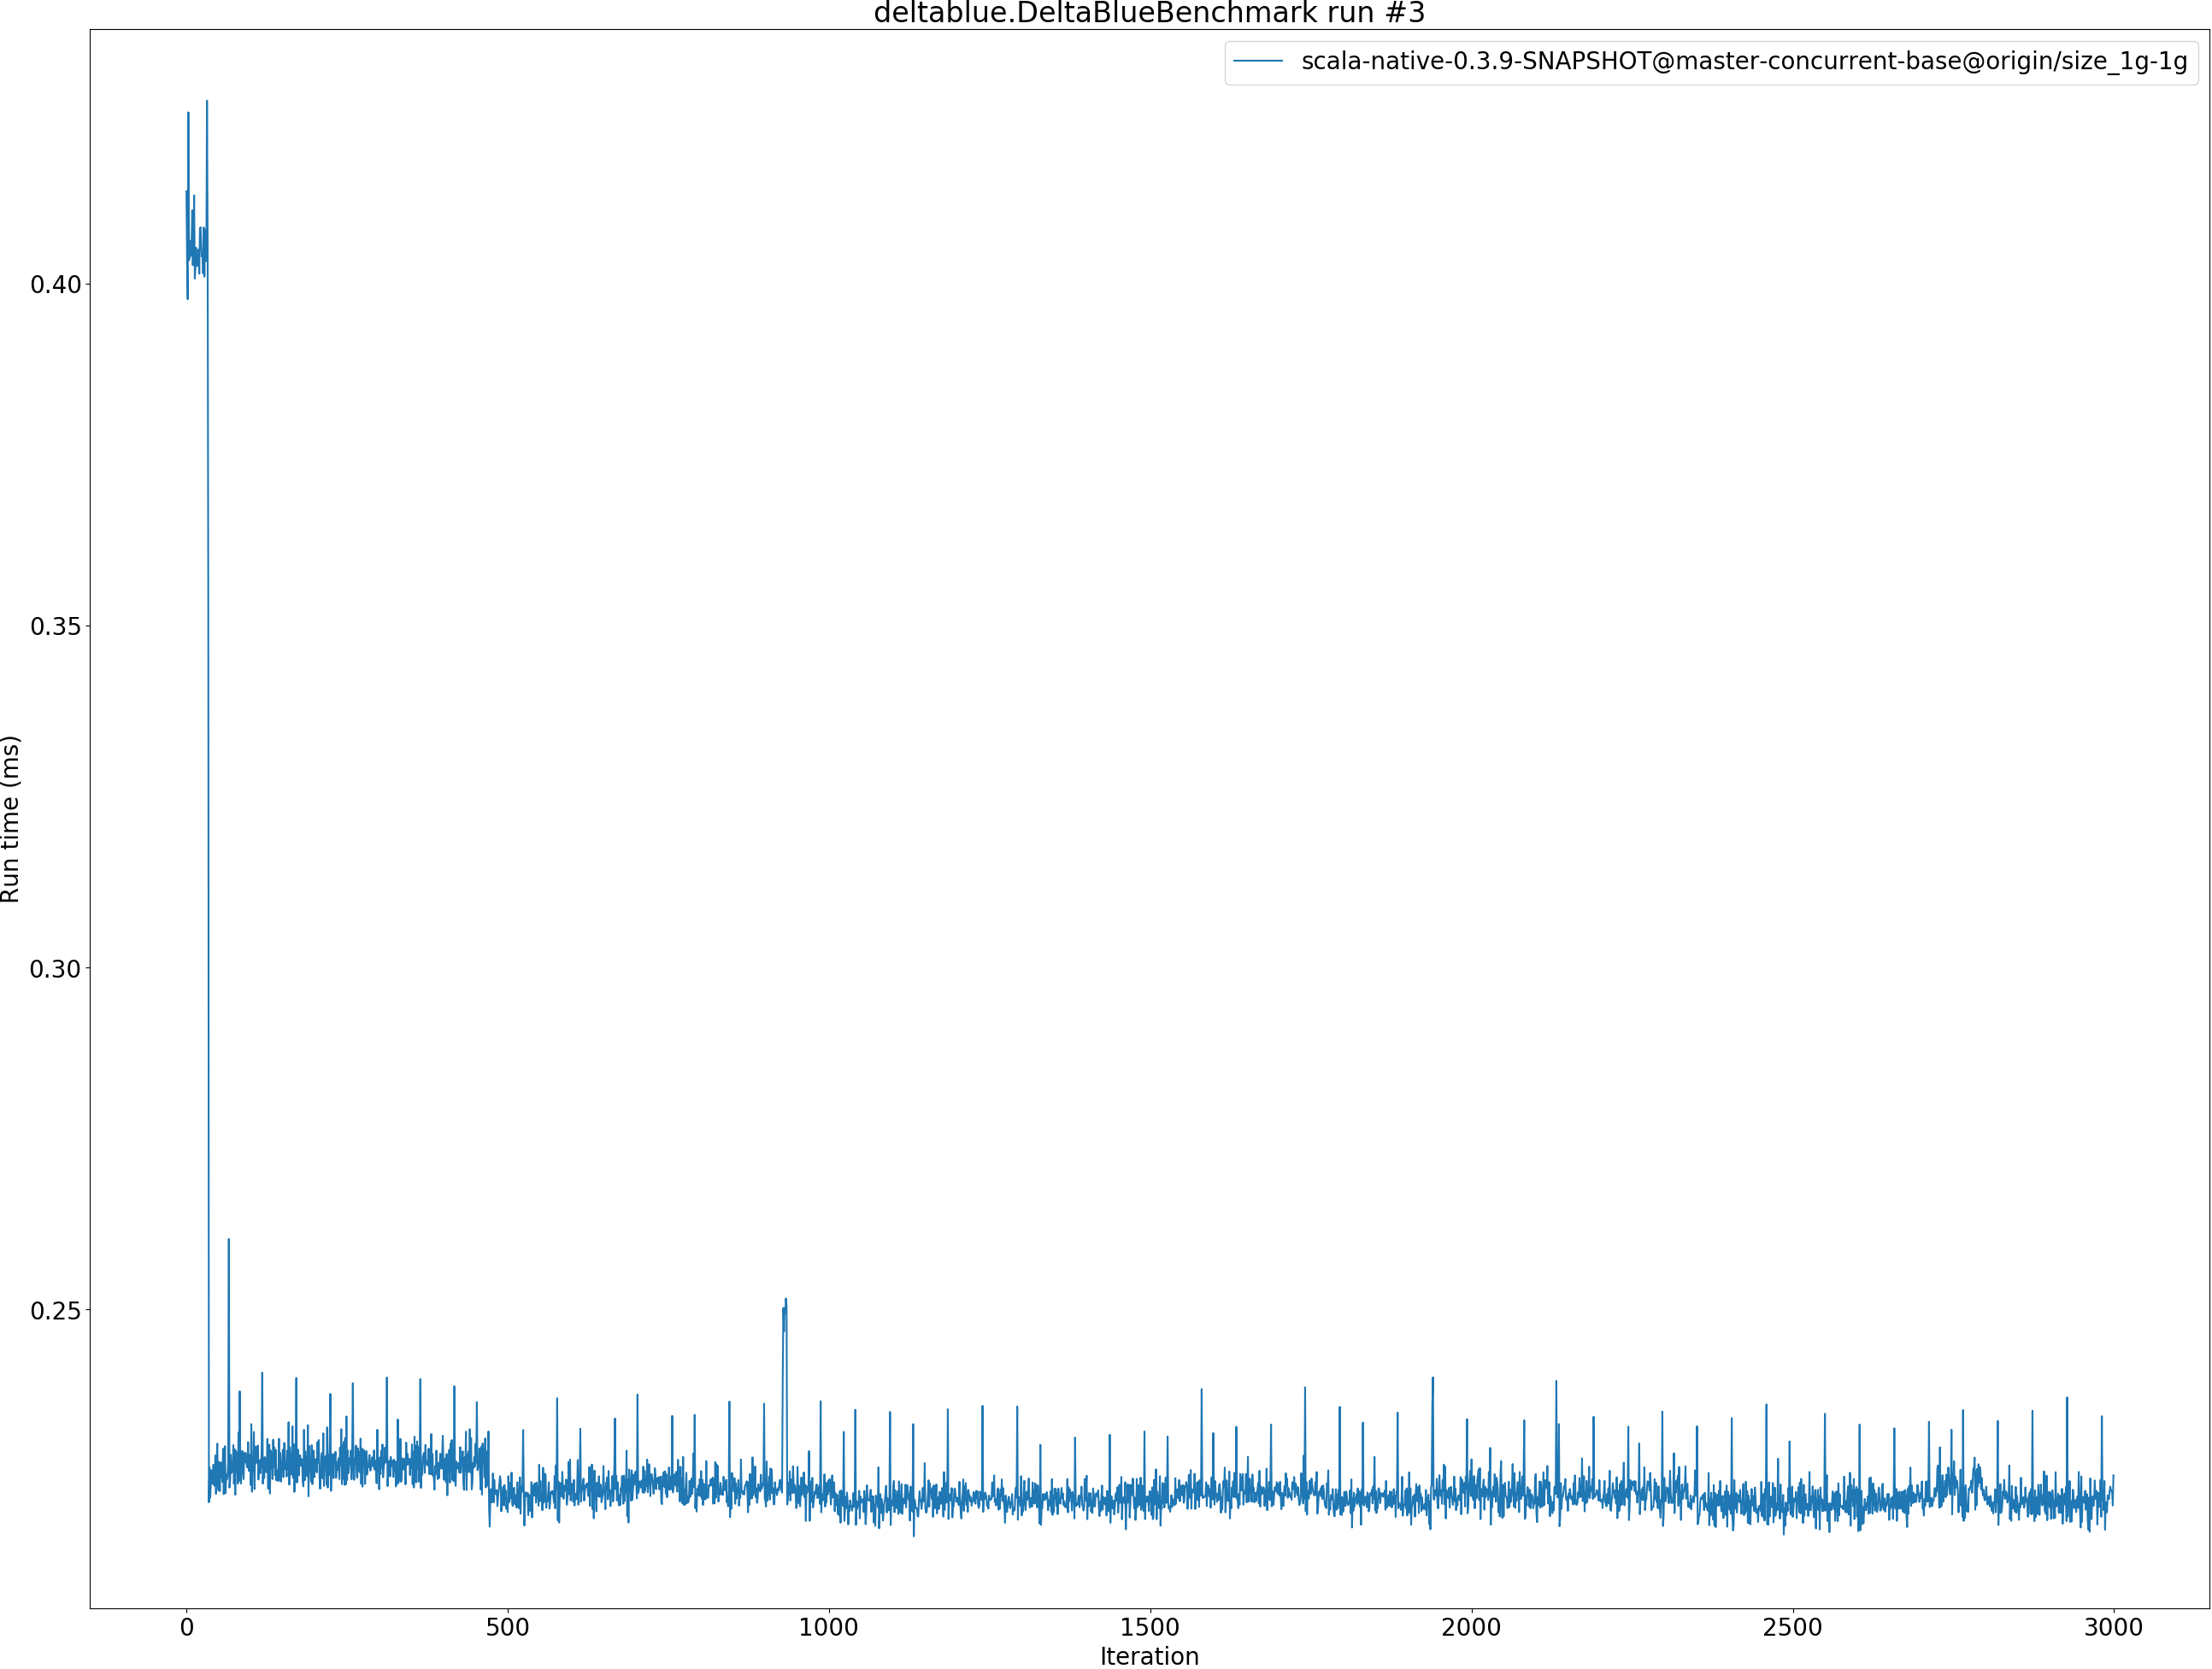 deltablue.DeltaBlueBenchmark run #3
scala-native-0.3.9-SNAPSHOT@master-concurrent-base@origin/size_1g-1g
Run time (ms)
0.40
0.35
0.30
0.25
0
500
1000
1500
2000
2500
3000
Iteration